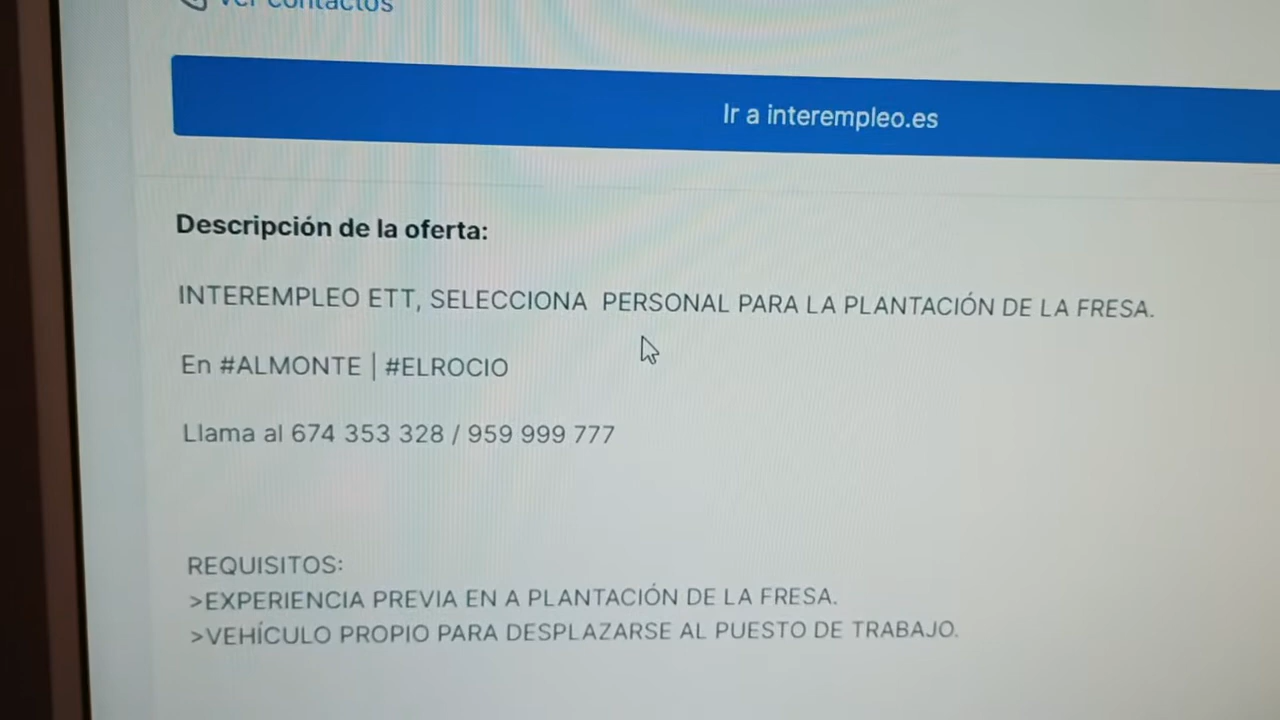 Ver contactos
Ir a interempleo.es
Descripción de la oferta:
INTEREMPLEO ETT, SELECCIONA PERSONAL PARA LA PLANTACIÓN DE LA FRESA.
En #ALMONTE | #ELROCIO
Llama al 674 353 328 / 959 999 777
REQUISITOS:
>EXPERIENCIA PREVIA EN A PLANTACIÓN DE LA FRESA.
>VEHÍCULO PROPIO PARA DESPLAZARSE AL PUESTO DE TRABAJO.